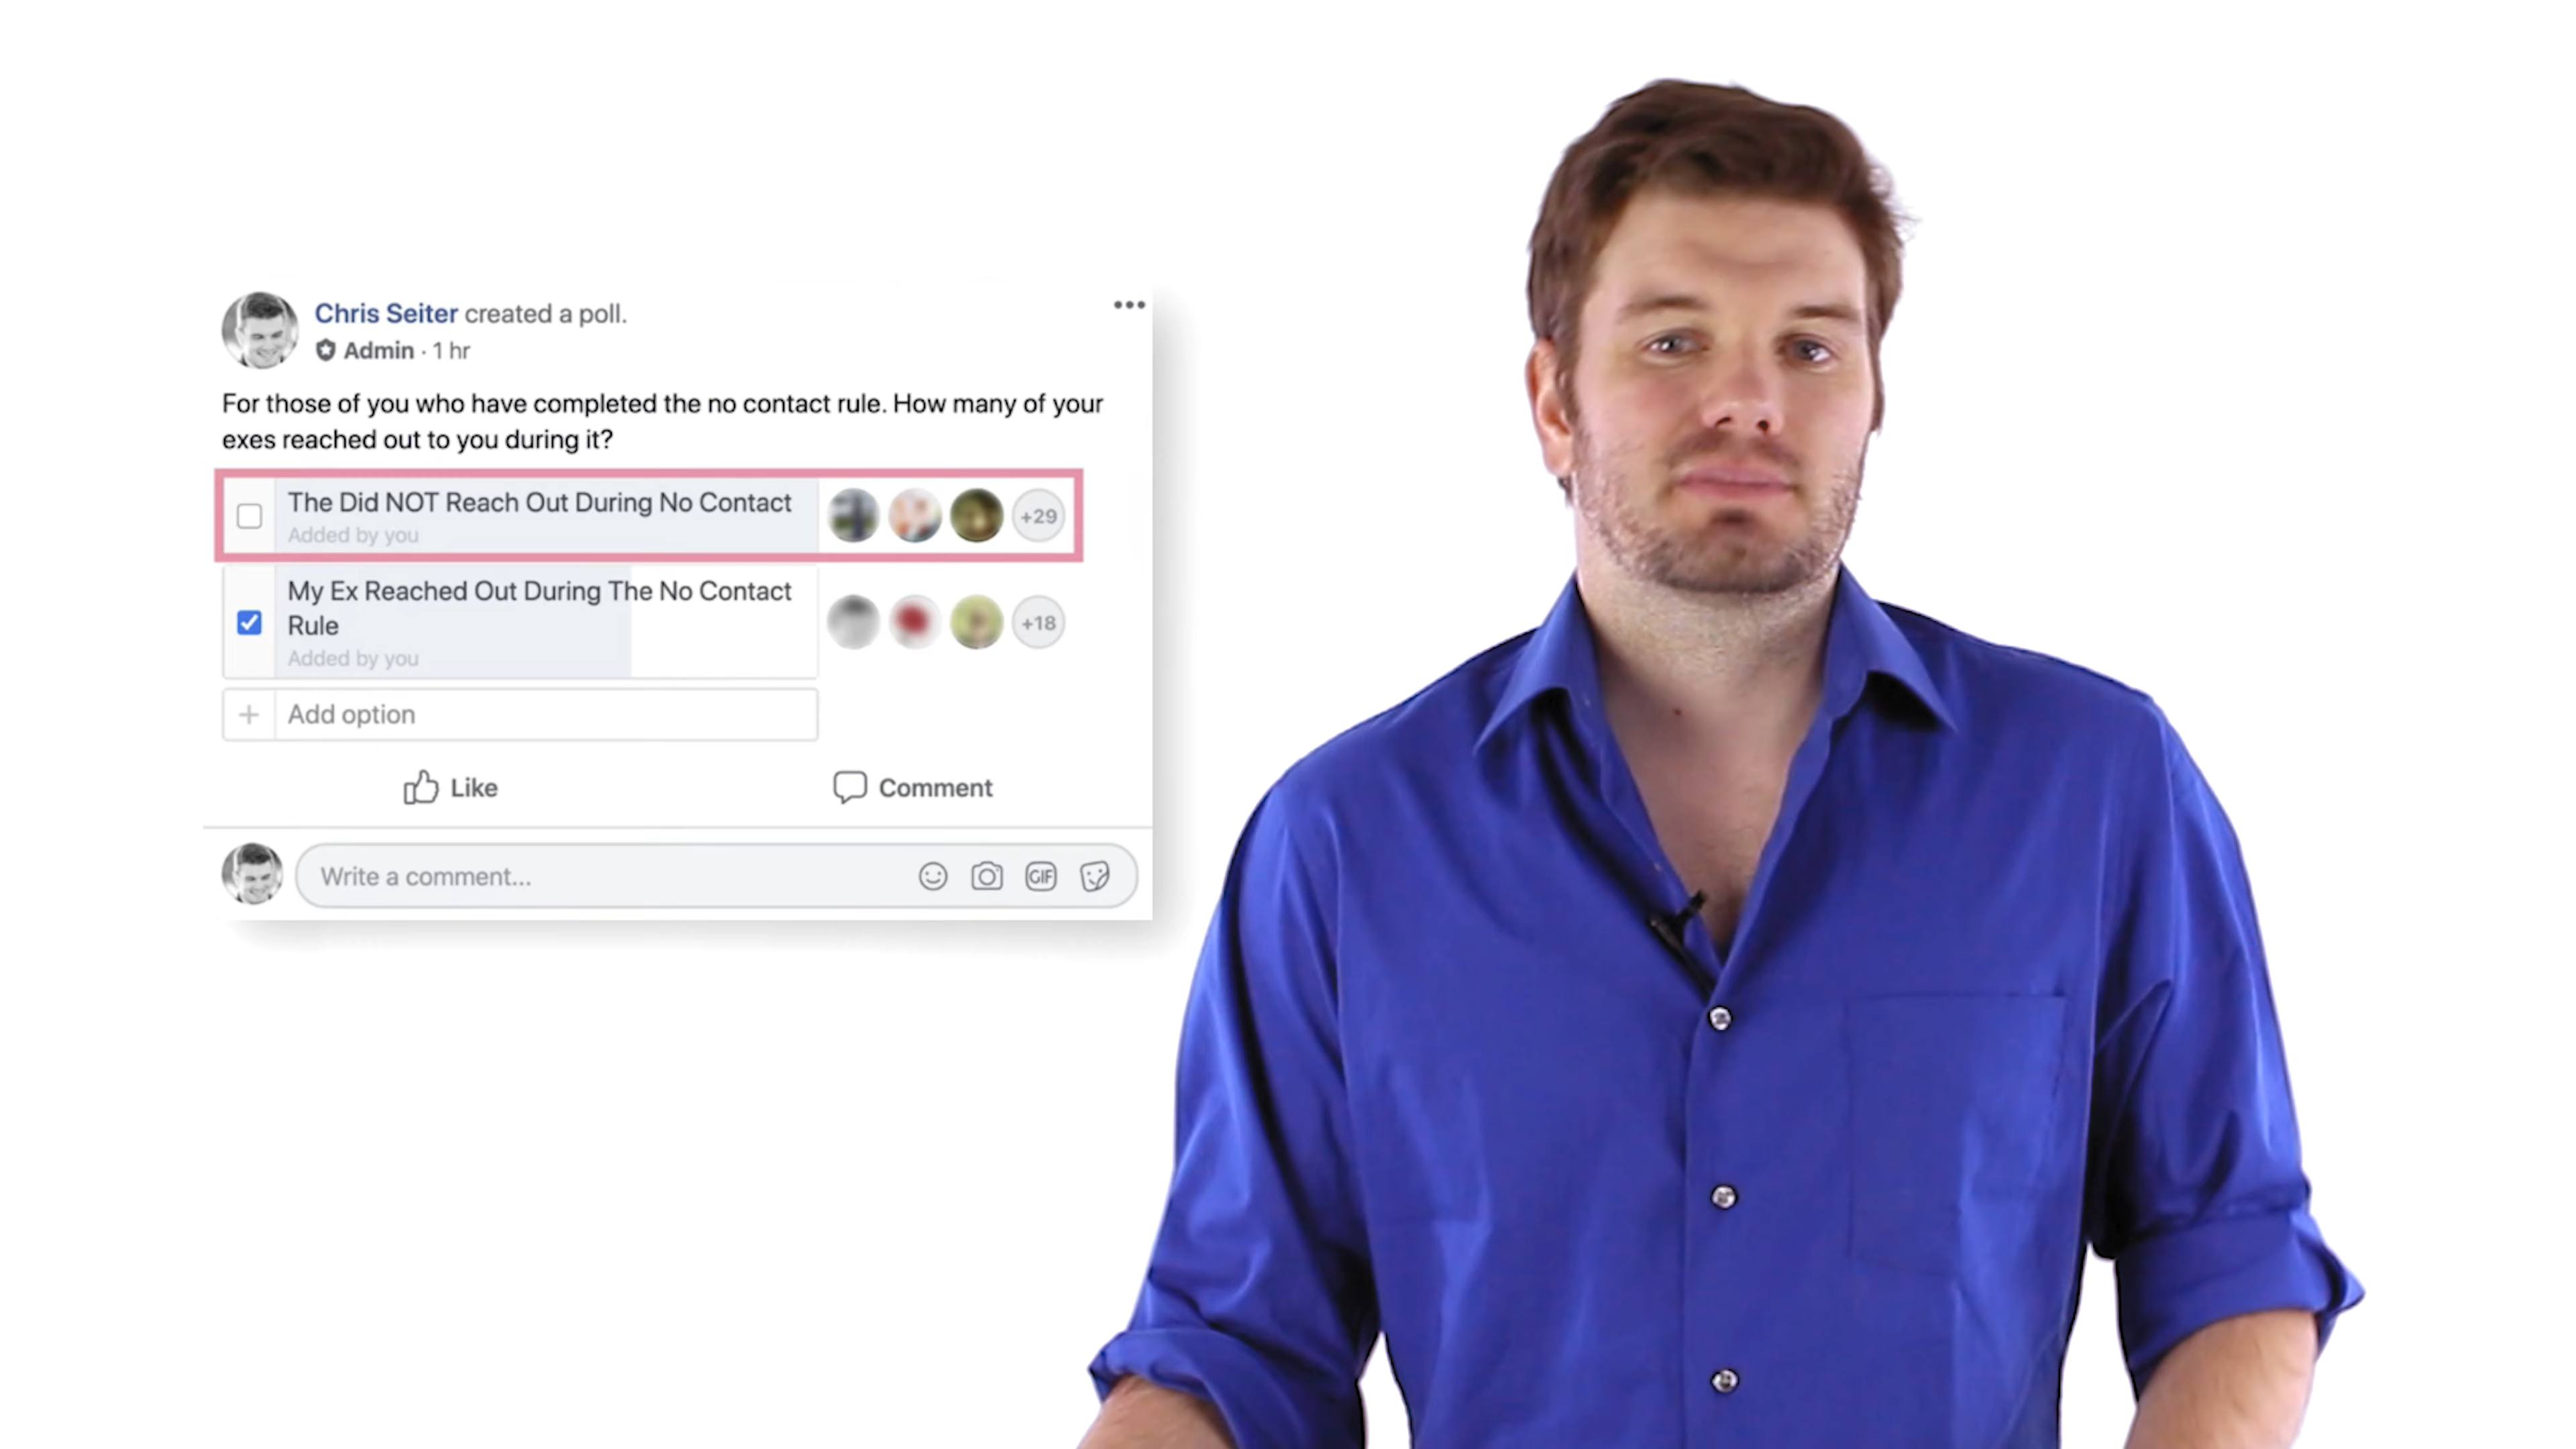 Chris Seiter created a poll.
Admin · 1 hr
For those of you who have completed the no contact rule. How many of your
exes reached out to you during it?
The Did NOT Reach Out During No Contact
Added by you
+29
My Ex Reached Out During The No Contact
Rule
Added by you
+18
+ Add option
Like
Comment
Write a comment...
GIF